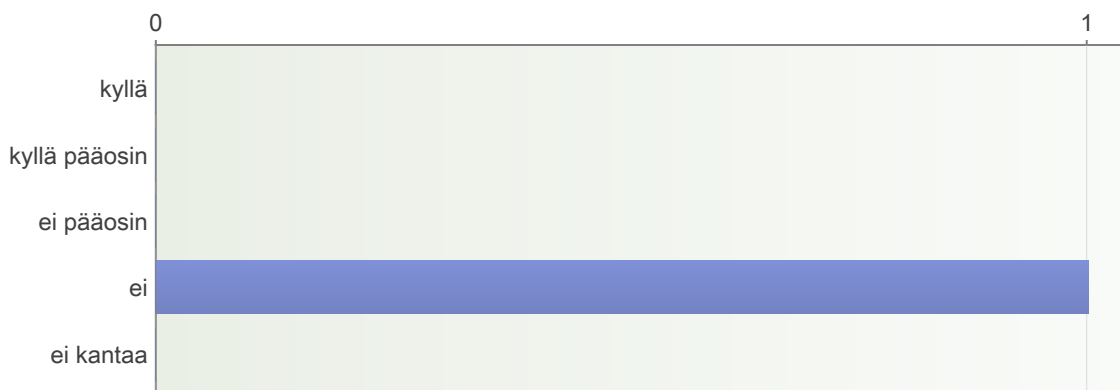 0 1
kyllä
kyllä pääosin
ei pääosin
ei
ei kantaa